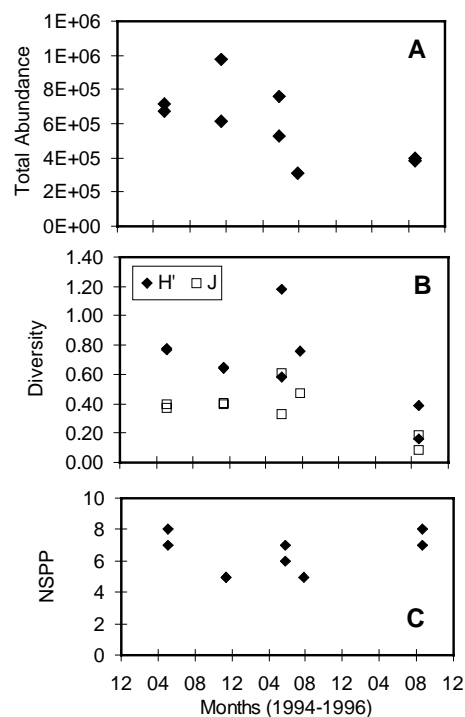 A
Total Abundance
1E+06
1E+06
8E+05
6E+05
4E+05
2E+05
0E+00
B
H' J
Diversity
1.40
1.20
1.00
0.80
0.60
0.40
0.20
0.00
C
NSPP
10
8
6
4
2
0
12 04 08 12 04 08 12 04 08 12
Months (1994-1996)